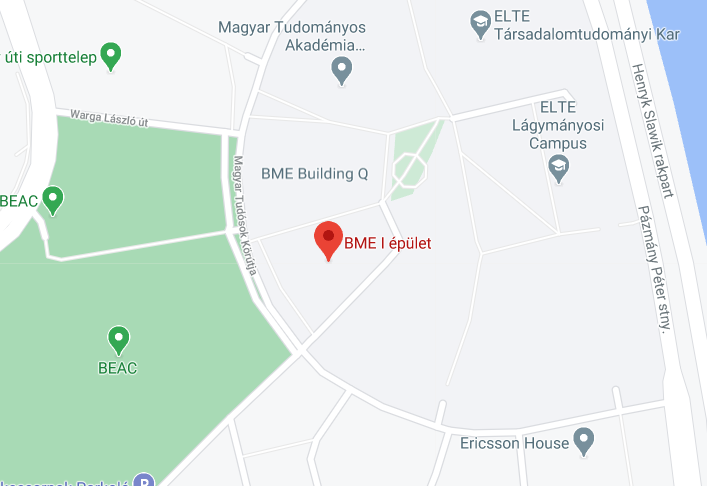 Magyar Tudományos
Akadémia...
ELTE
Társadalomtudományi Kar
úti sporttelep
Henryk Slawik rakpart
Warga László út
ELTE
Lágymányosi
Campus
BME Building Q
Magyar Tudósok Körútja
BEAC
Pázmány Péter stny.
BME I épület
BEAC
Ericsson House
P